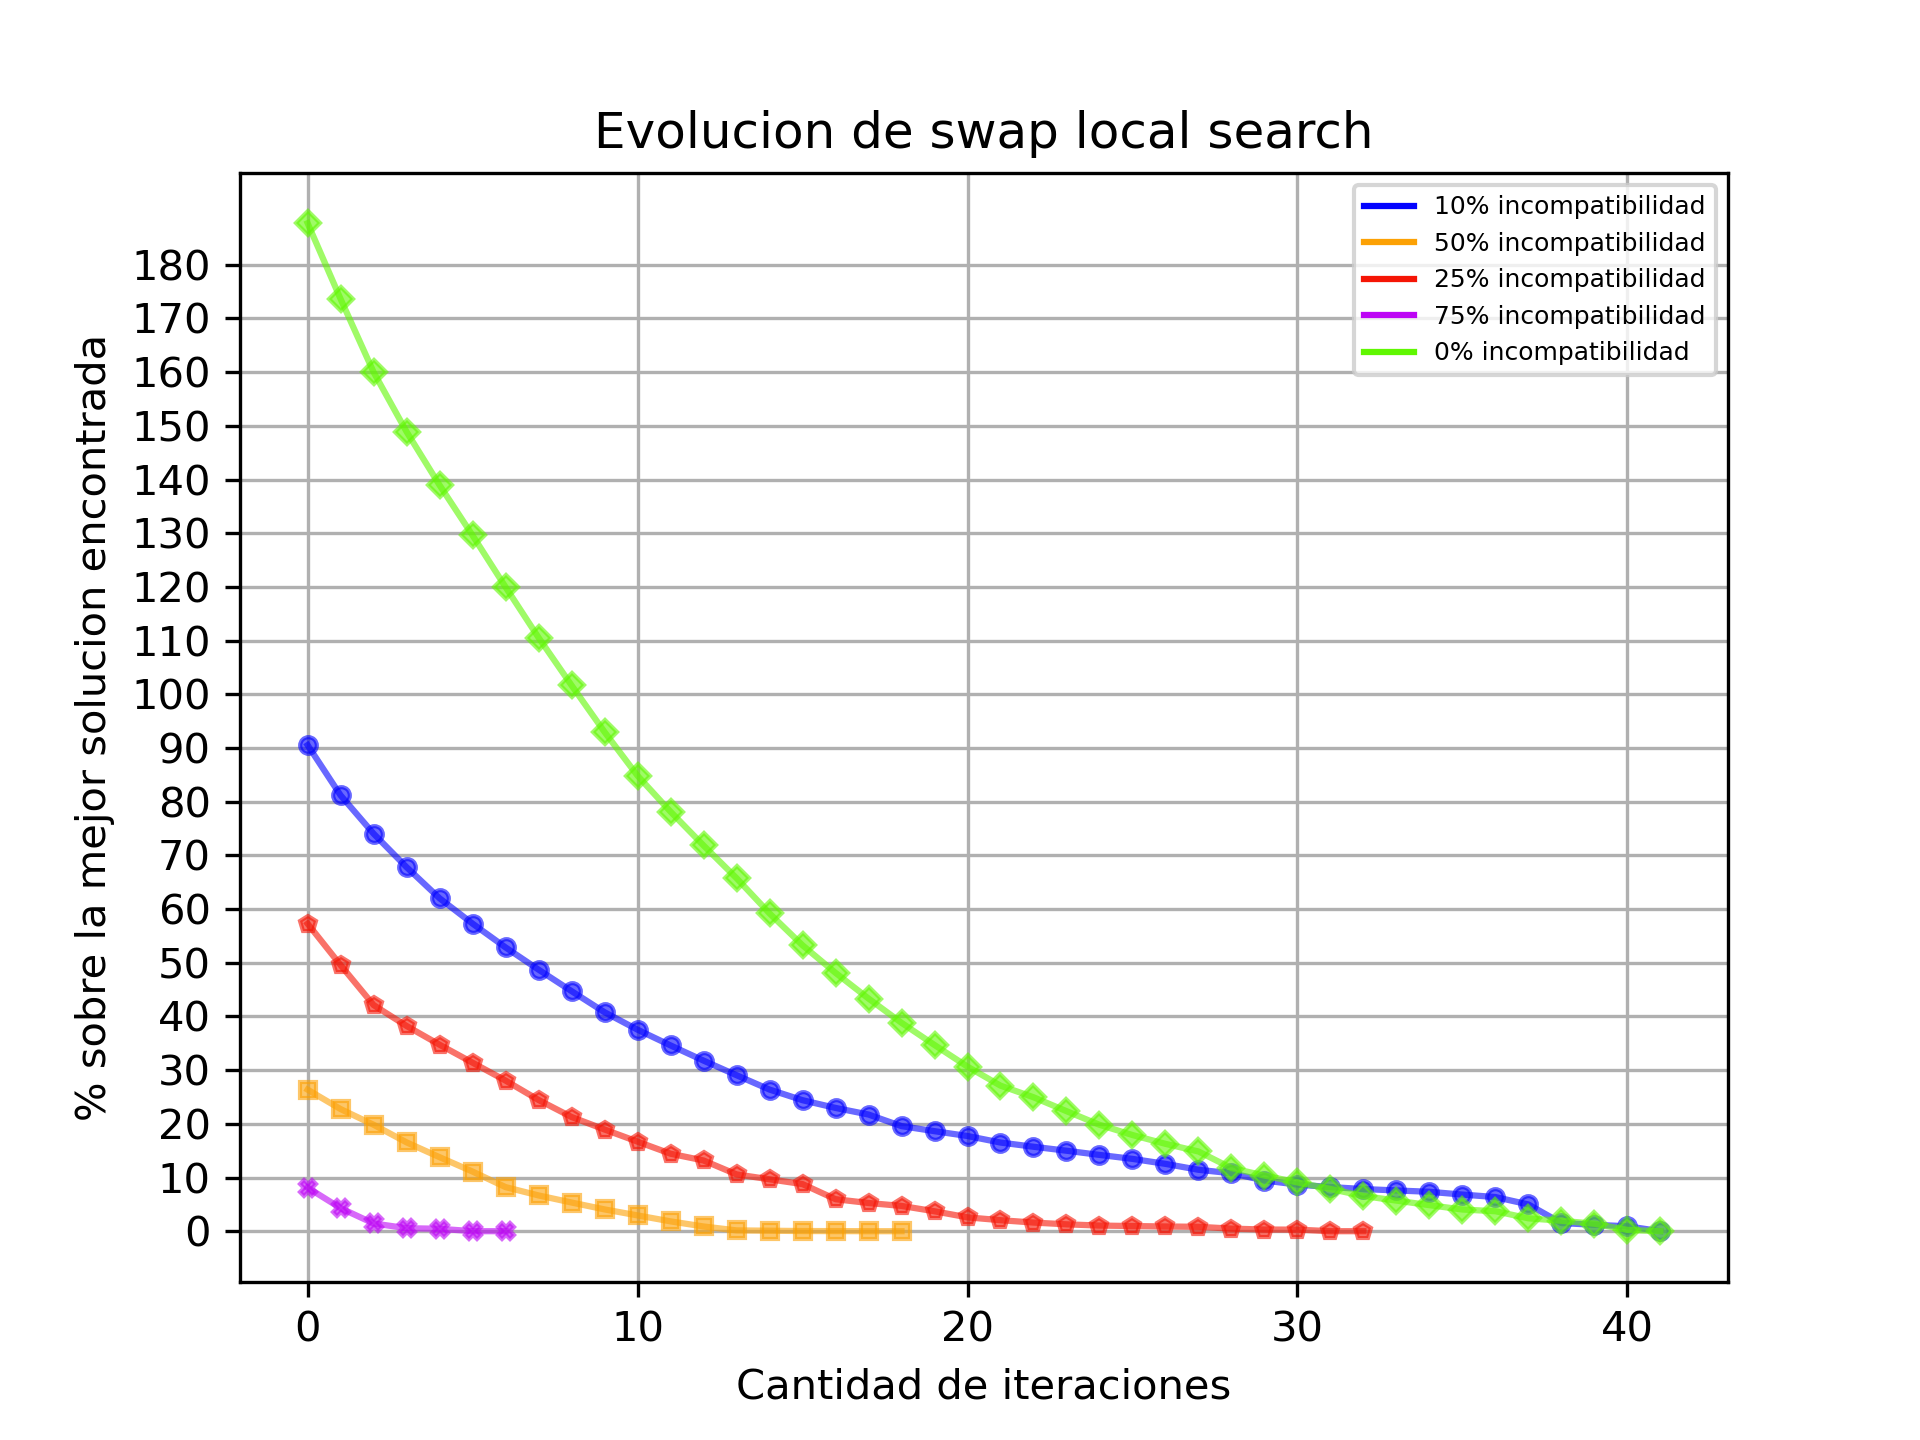 Evolucion de swap local search
10% incompatibilidad
50% incompatibilidad
25% incompatibilidad
75% incompatibilidad
0% incompatibilidad
% sobre la mejor solucion encontrada
180
170
160
150
140
130
120
110
100
90
80
70
60
50
40
30
20
10
0
0 10 20 30 40
Cantidad de iteraciones